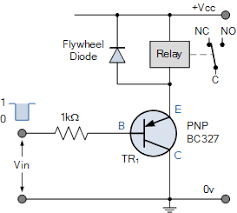 +Vcc
NC
NO
Flywheel
Diode
Relay
C
1
0
1kΩ
E
B
PNP
BC327
C
TR₁
Vin
0v